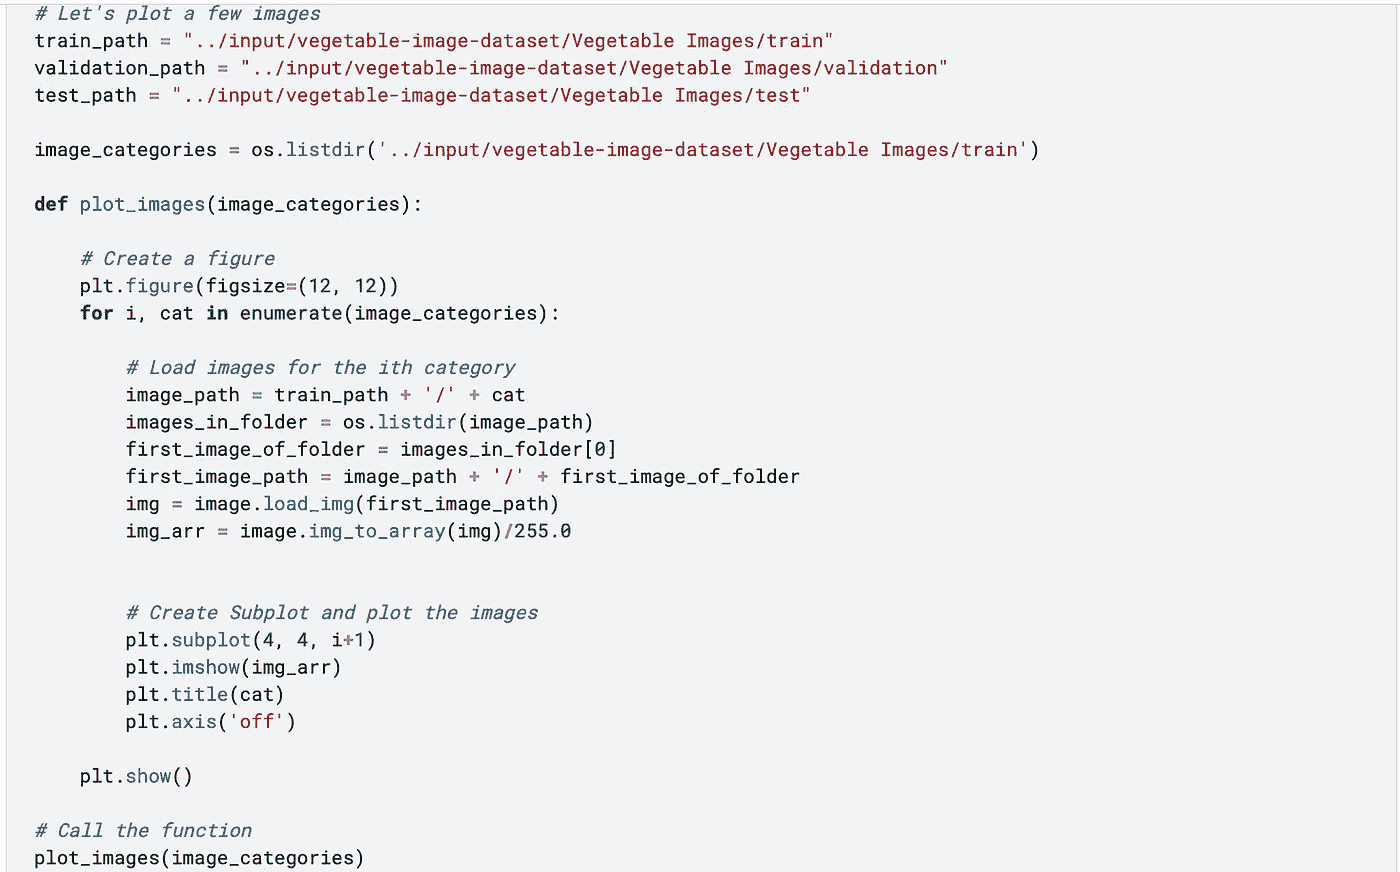 # Let's plot a few images
train_path = "../input/vegetable-image-dataset/Vegetable Images/train"
validation_path = "../input/vegetable-image-dataset/Vegetable Images/validation"
test_path = "../input/vegetable-image-dataset/Vegetable Images/test"
image_categories = os.listdir('../input/vegetable-image-dataset/Vegetable Images/train')
def plot_images(image_categories):
# Create a figure
plt.figure(figsize=(12, 12))
for i, cat in enumerate(image_categories):
# Load images for the ith category
image_path = train_path + '/' + cat
images_in_folder = os.listdir(image_path)
first_image_of_folder = images_in_folder[0]
first_image_path = image_path + '/' + first_image_of_folder
img = image.load_img(first_image_path)
img_arr = image.img_to_array(img)/255.0
# Create Subplot and plot the images
plt.subplot(4, 4, i+1)
plt.imshow(img_arr)
plt.title(cat)
plt.axis('off')
plt.show()
# Call the function
plot_images(image_categories)